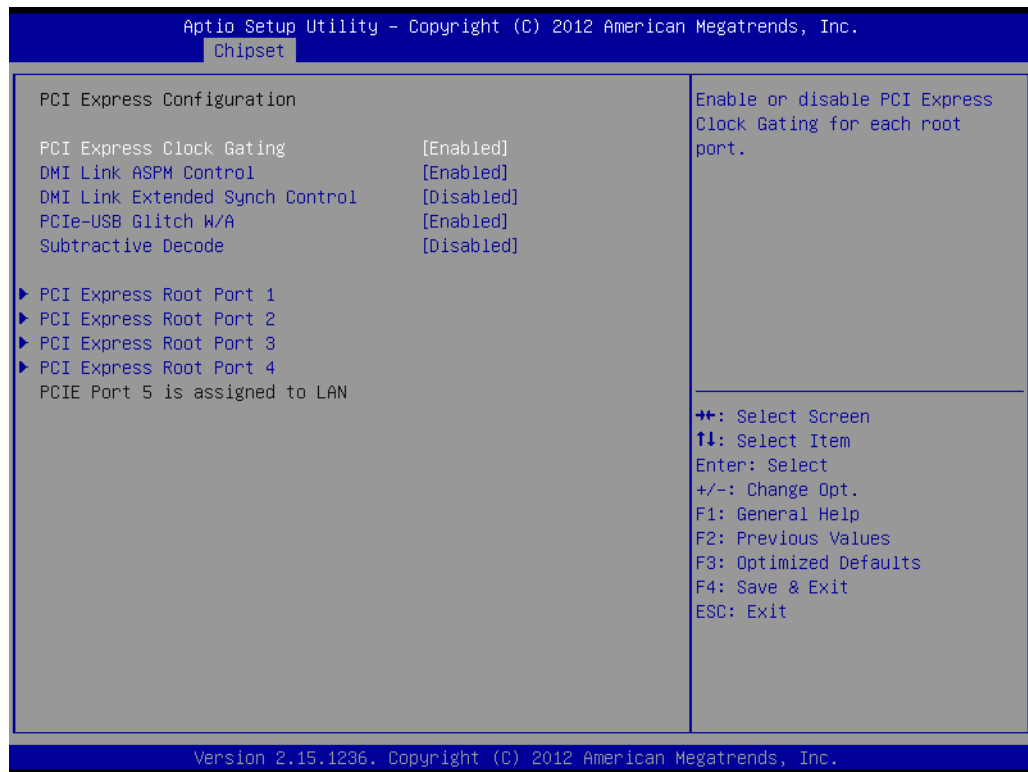 Aptio Setup Utility – Copyright (C) 2012 American Megatrends, Inc.
Chipset
PCI Express Configuration
PCI Express Clock Gating [Enabled]
DMI Link ASPM Control [Enabled]
DMI Link Extended Synch Control [Disabled]
PCIe-USB Glitch W/A [Enabled]
Subtractive Decode [Disabled]
▶ PCI Express Root Port 1
▶ PCI Express Root Port 2
▶ PCI Express Root Port 3
▶ PCI Express Root Port 4
PCIE Port 5 is assigned to LAN
Enable or disable PCI Express
Clock Gating for each root
port.
→←: Select Screen
↑↓: Select Item
Enter: Select
+/-: Change Opt.
F1: General Help
F2: Previous Values
F3: Optimized Defaults
F4: Save & Exit
ESC: Exit
Version 2.15.1236. Copyright (C) 2012 American Megatrends, Inc.